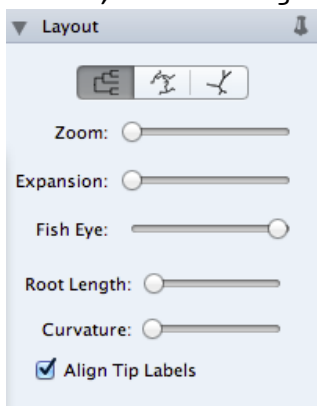 Layout
Zoom:
Expansion:
Fish Eye:
Root Length:
Curvature:
Align Tip Labels